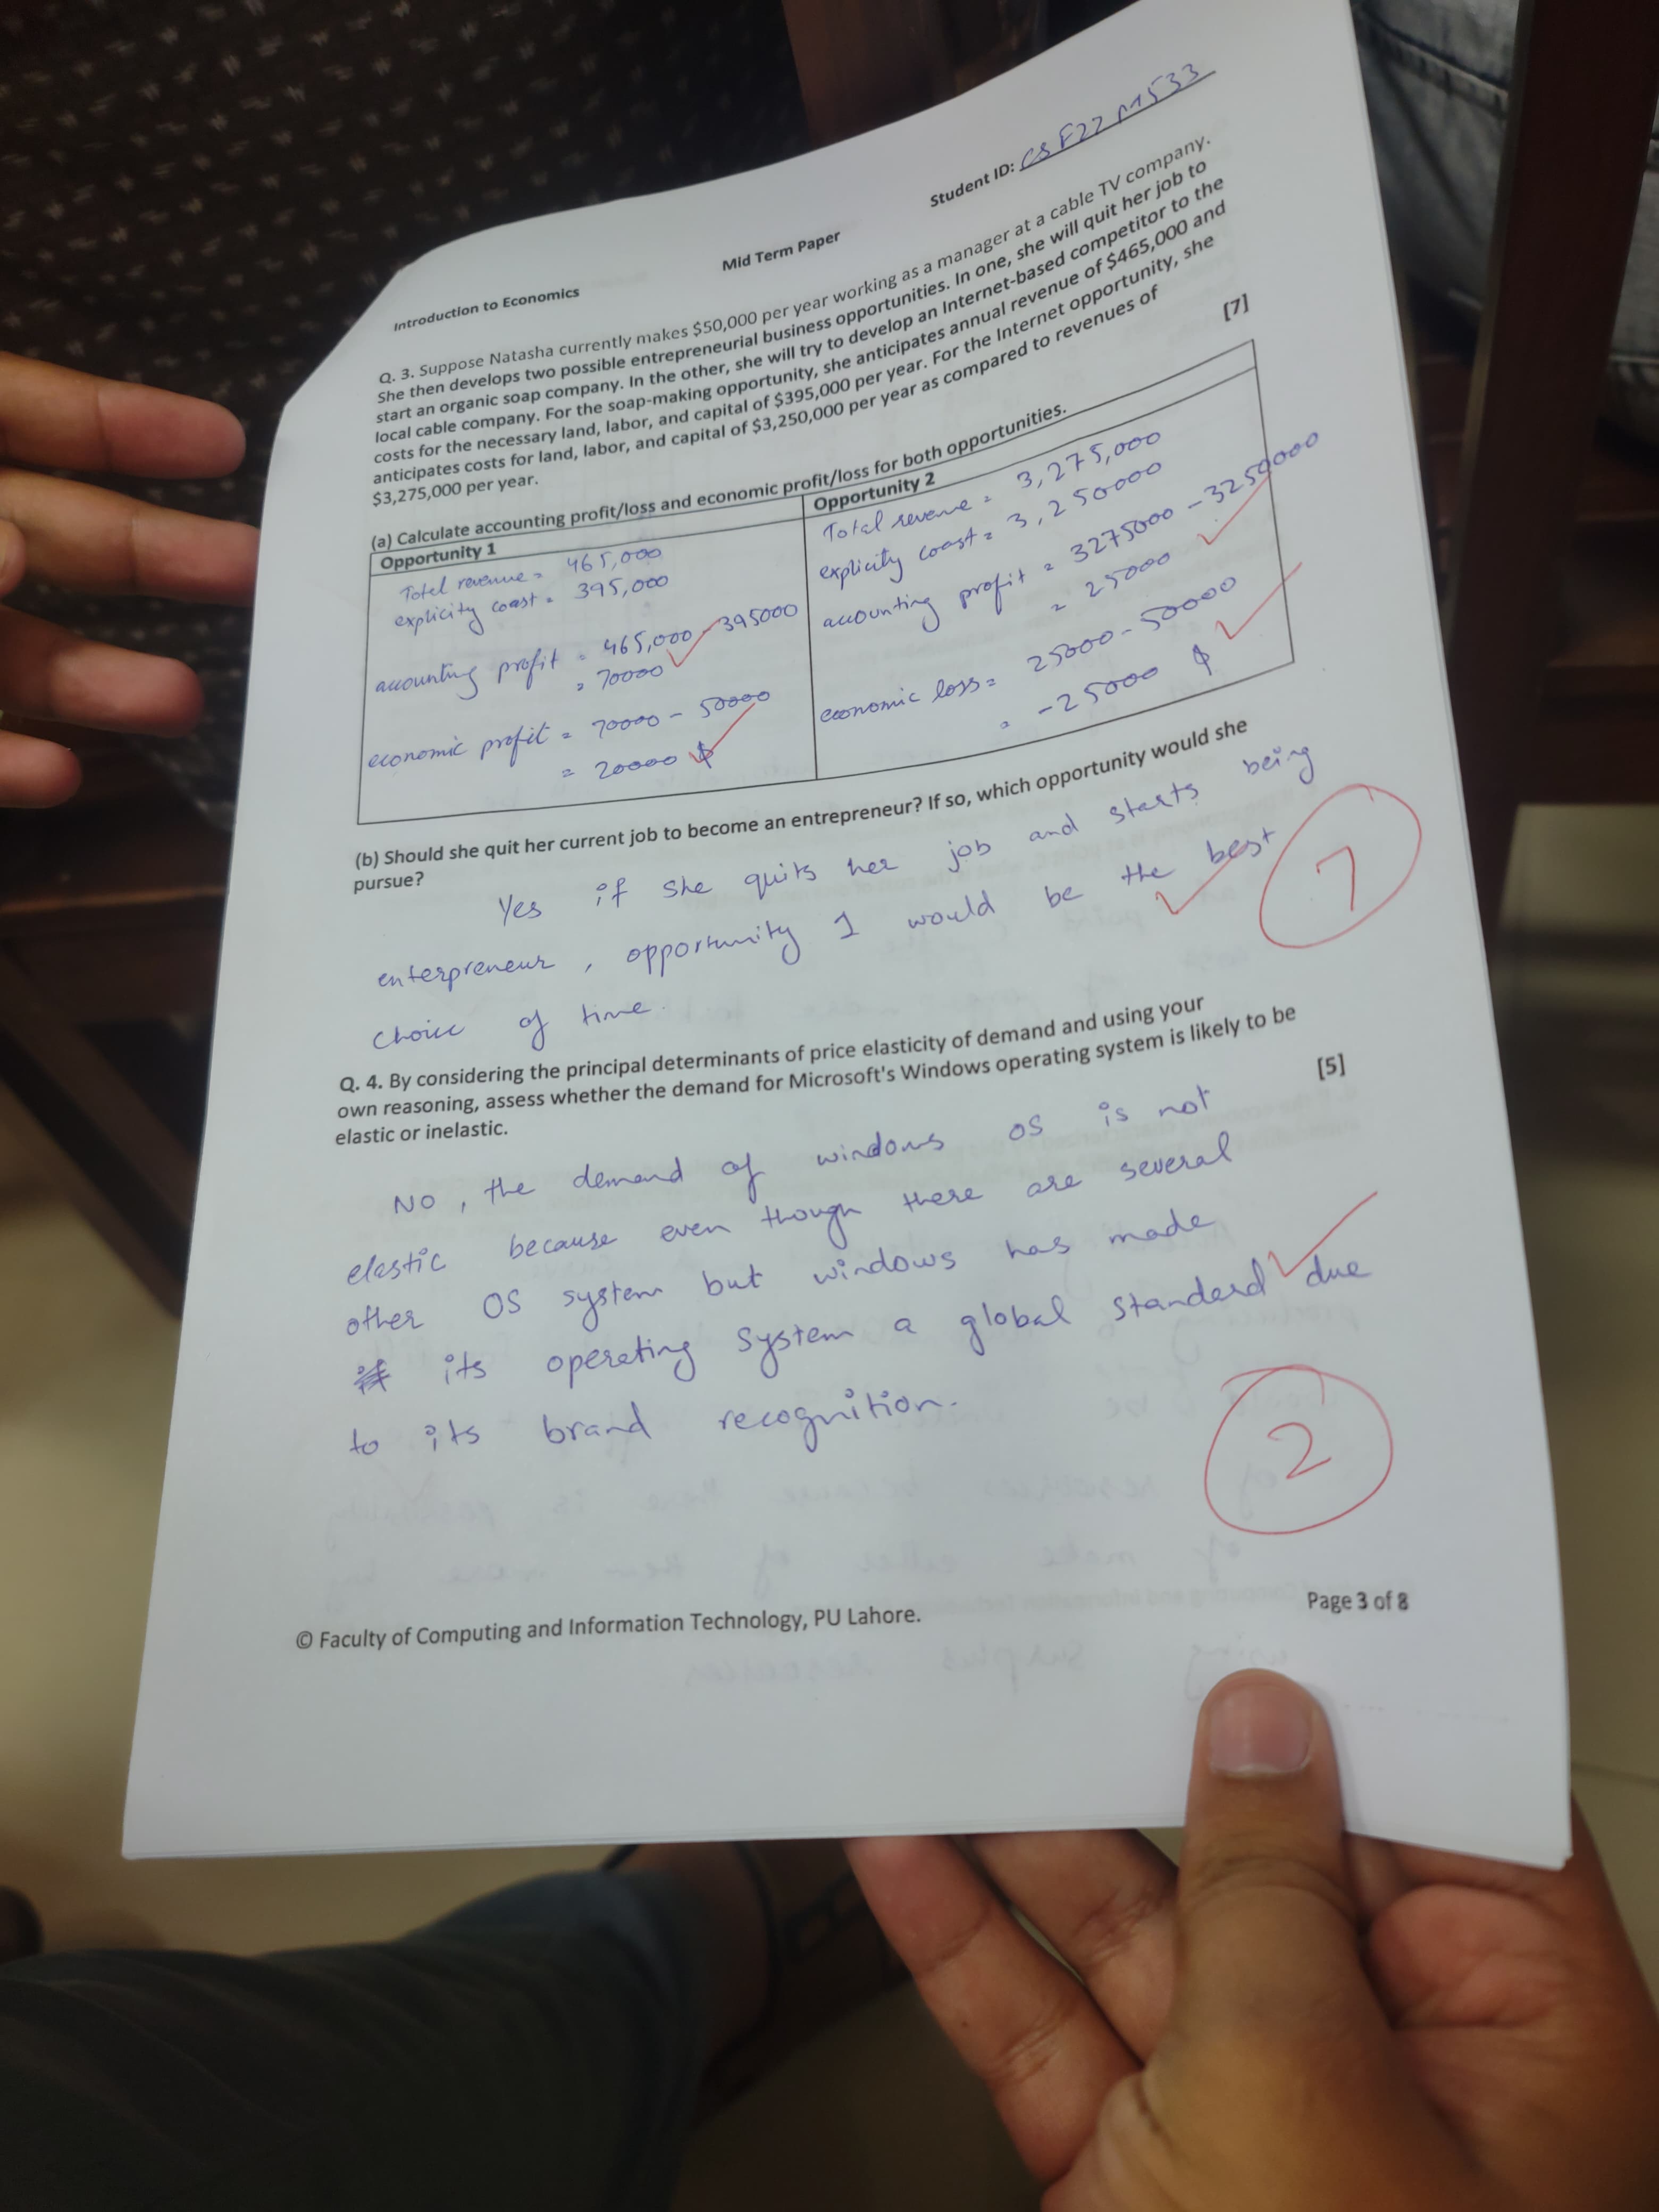 Student ID: CS F22 M533
Introduction to Economics Mid Term Paper
Q. 3. Suppose Natasha currently makes $50,000 per year working as a manager at a cable TV company.
She then develops two possible entrepreneurial business opportunities. In one, she will quit her job to
start an organic soap company. In the other, she will try to develop an Internet-based competitor to the
local cable company. For the soap-making opportunity, she anticipates annual revenue of $465,000 and
costs for the necessary land, labor, and capital of $395,000 per year. For the Internet opportunity, she
anticipates costs for land, labor, and capital of $3,250,000 per year as compared to revenues of
$3,275,000 per year. [7]
(a) Calculate accounting profit/loss and economic profit/loss for both opportunities.
Opportunity 1
Total revenue = 465,000
explicity coast = 395,000
accounting profit = 465,000 - 395000
= 70000
economic profit = 70000 - 50000
= 20000 $
Opportunity 2
Total revenue = 3,275,000
explicity coast = 3,250000
accounting profit = 3275000 - 3250000
= 25000
economic loss = 25000 - 50000
= -25000 $
(b) Should she quit her current job to become an entrepreneur? If so, which opportunity would she
pursue?
Yes if she quits her job and starts being
enterpreneur, opportunity 1 would be the best
choice of time.
7
Q. 4. By considering the principal determinants of price elasticity of demand and using your
own reasoning, assess whether the demand for Microsoft's Windows operating system is likely to be
elastic or inelastic. [5]
NO, the demand of windows OS is not
elastic because even though there are several
other OS system but windows has made
its operating system a global standerd due
to its brand recognition.
2
© Faculty of Computing and Information Technology, PU Lahore.
Page 3 of 8